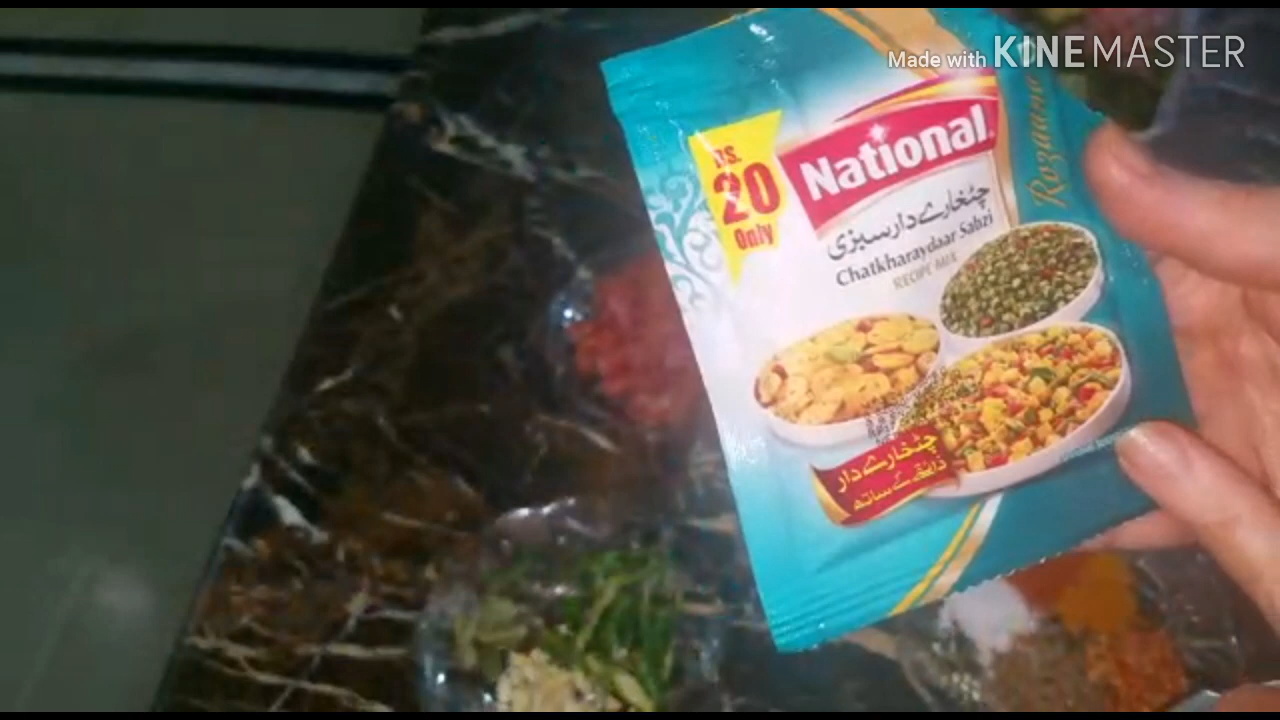 Made with KINEMASTER
Rs.
20
Only
National
Rozaana
چٹخارے دار سبزی
Chatkharaydaar Sabzi
RECIPE MIX
چٹخارے دار
ذائقے کے ساتھ